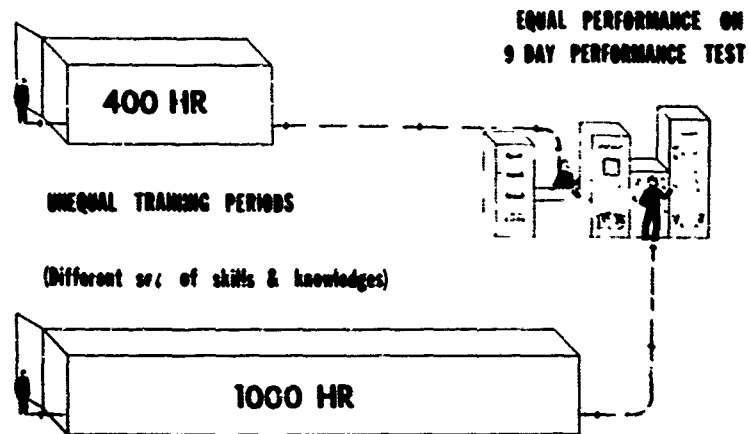 EQUAL PERFORMANCE ON
9 DAY PERFORMANCE TEST
400 HR
UNEQUAL TRAINING PERIODS
(Different of skills & knowledges)
1000 HR